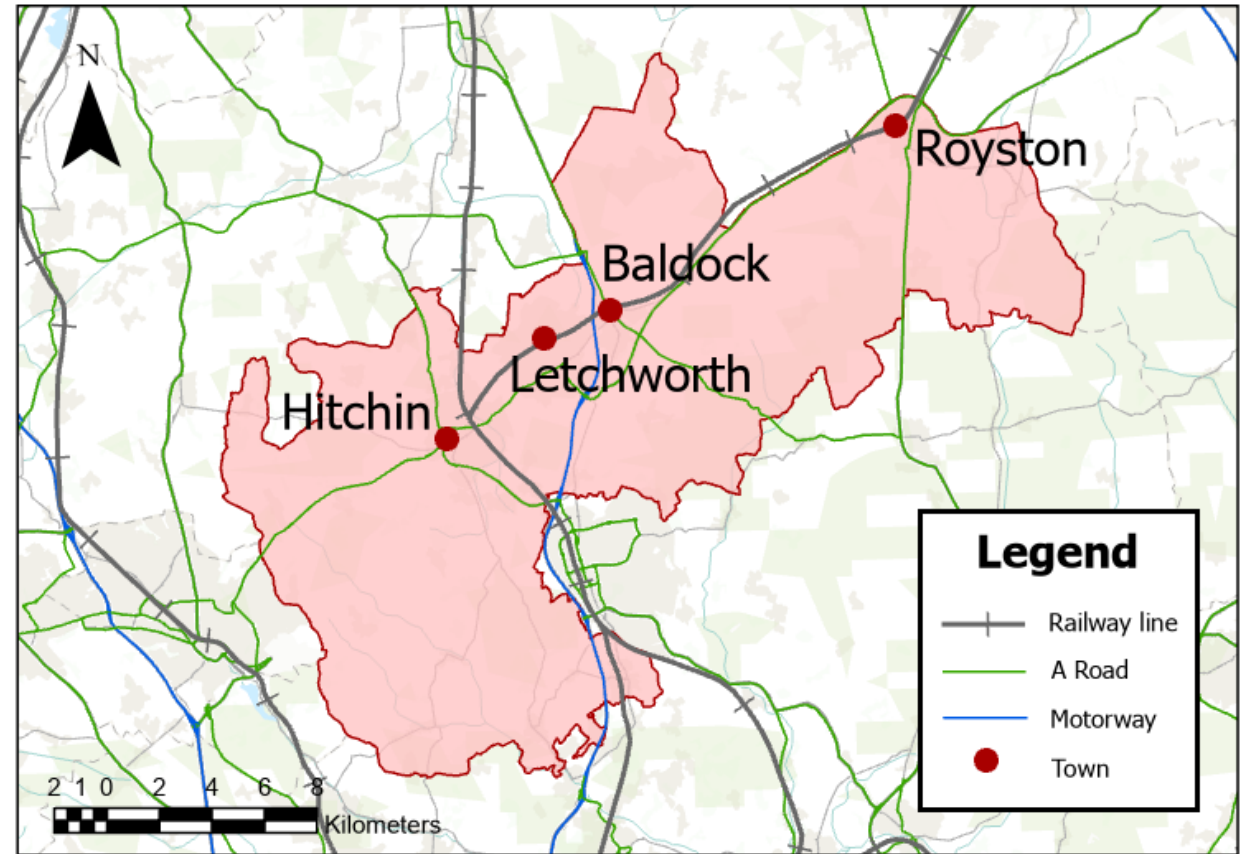 N
Royston
Baldock
Letchworth
Hitchin
Legend
Railway line
A Road
Motorway
Town
2 1 0 2 4 6 8
Kilometers